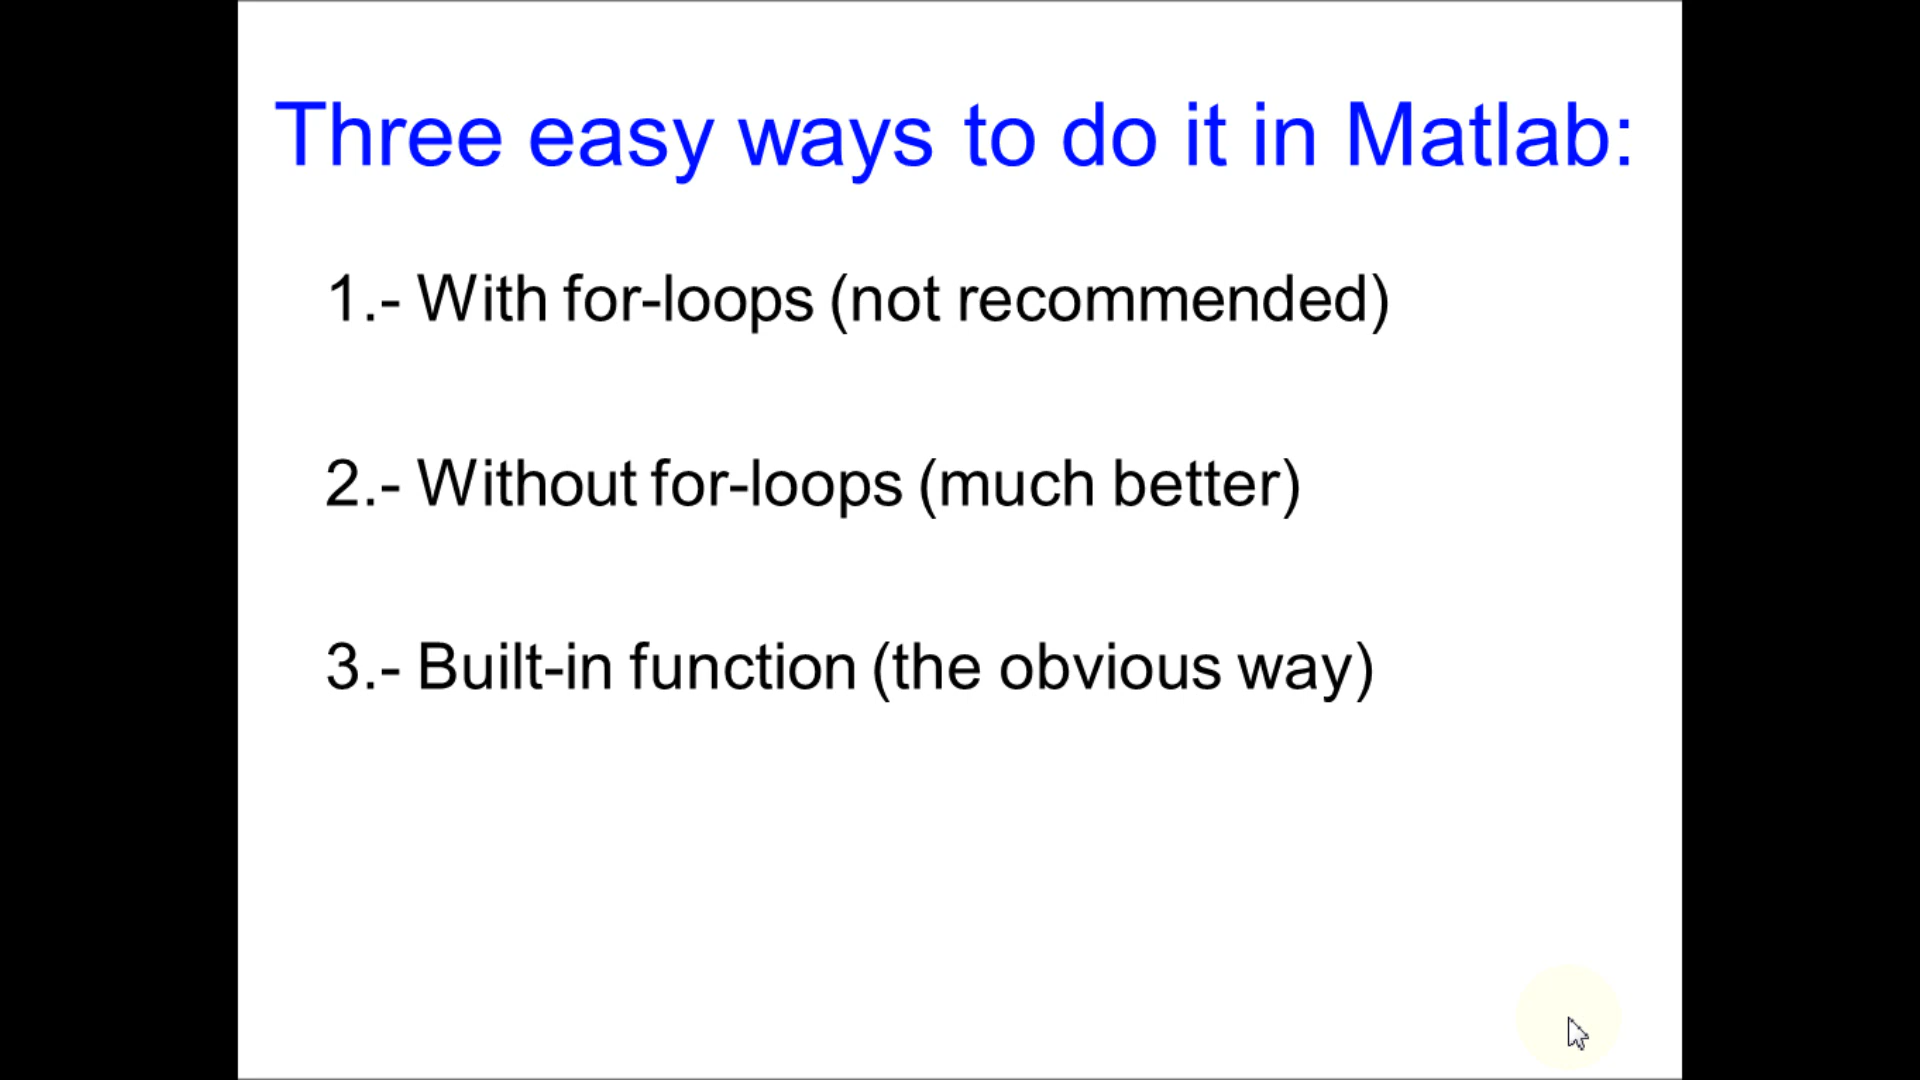 Three easy ways to do it in Matlab:
1.- With for-loops (not recommended)
2.- Without for-loops (much better)
3.- Built-in function (the obvious way)